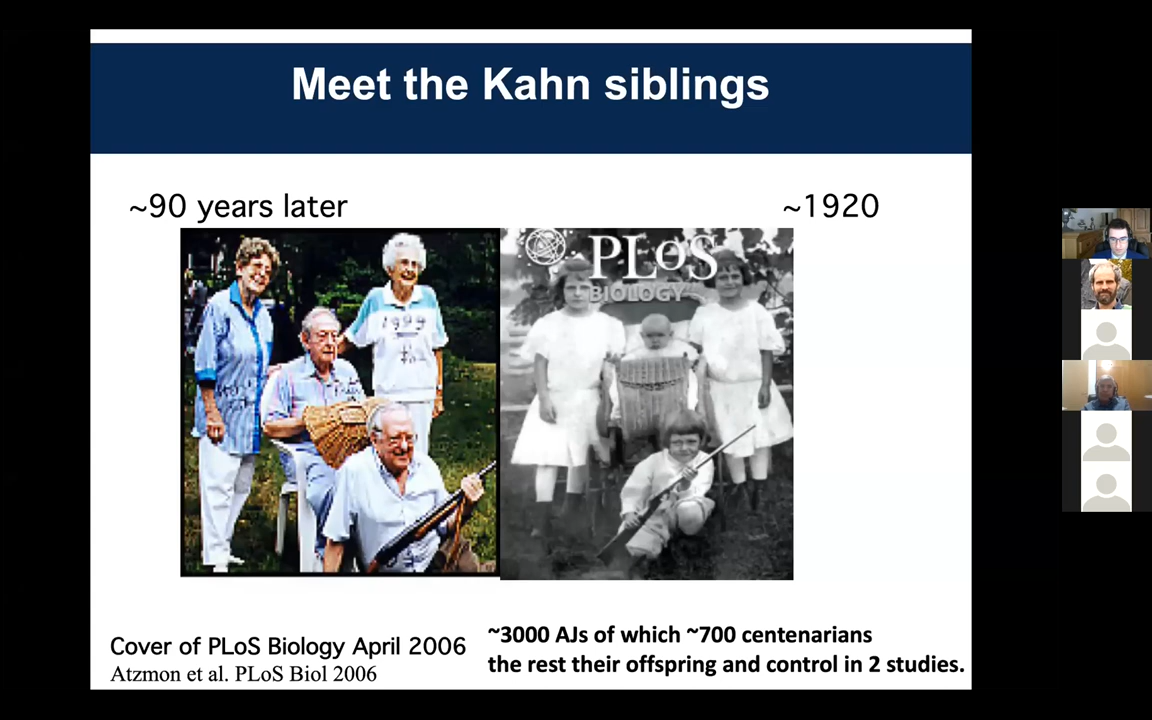 Meet the Kahn siblings
~90 years later
~1920
PLoS
BIOLOGY
1999
Cover of PLoS Biology April 2006
Atzmon et al. PLoS Biol 2006
~3000 AJs of which ~700 centenarians
the rest their offspring and control in 2 studies.